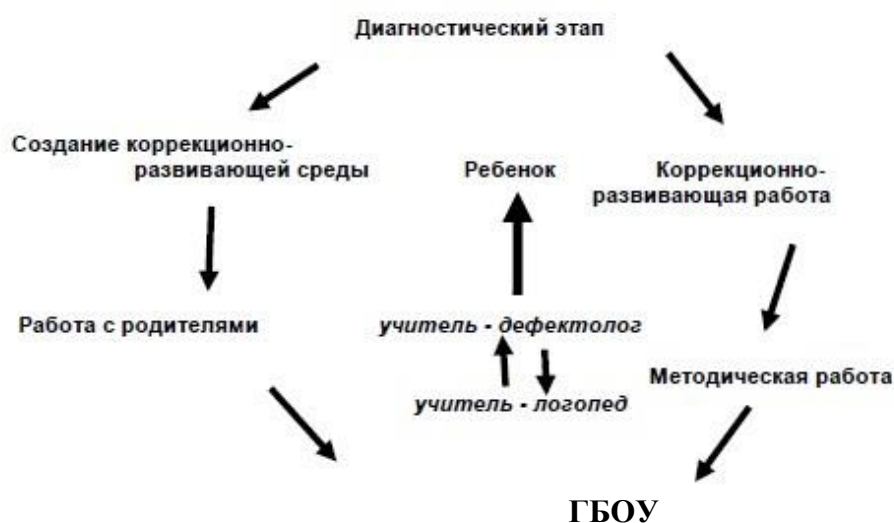 Диагностический этап
Создание коррекционно-
развивающей среды
Ребенок
Коррекционно-
развивающая работа
Работа с родителями
учитель - дефектолог
Методическая работа
учитель - логопед
ГБОУ